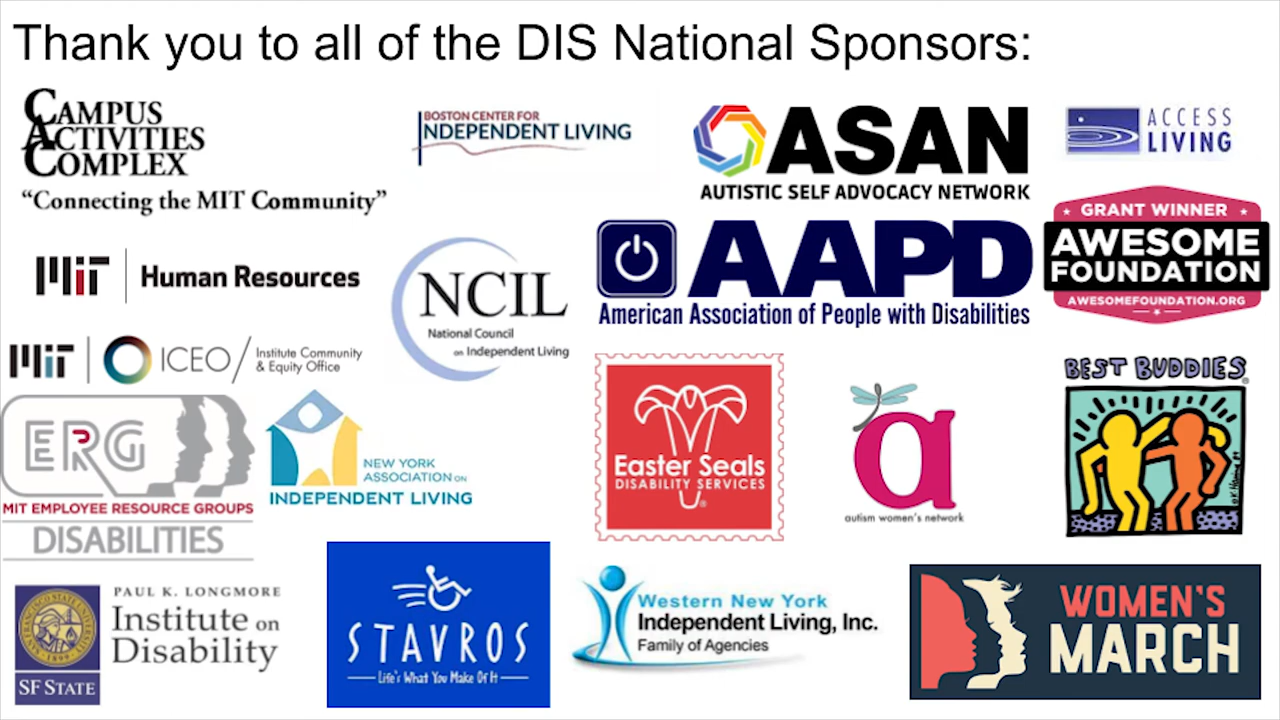 Thank you to all of the DIS National Sponsors:
CAMPUS
ACTIVITIES
COMPLEX
“Connecting the MIT Community”
BOSTON CENTER FOR
INDEPENDENT LIVING
ASAN
AUTISTIC SELF ADVOCACY NETWORK
ACCESS
LIVING
MIT Human Resources
NCIL
National Council
on Independent Living
AAPD
American Association of People with Disabilities
GRANT WINNER
AWESOME
FOUNDATION
AWESOMEFOUNDATION.ORG
MIT ICEO/ Institute Community
& Equity Office
ERG
MIT EMPLOYEE RESOURCE GROUPS
DISABILITIES
NEW YORK
ASSOCIATION ON
INDEPENDENT LIVING
Easter Seals
DISABILITY SERVICES
®
a
autism women's network
BEST BUDDIES®
PAUL K. LONGMORE
Institute on
Disability
1899
SF STATE
STAVROS
Life's What You Make Of It
Western New York
Independent Living, Inc.
Family of Agencies
WOMEN'S
MARCH